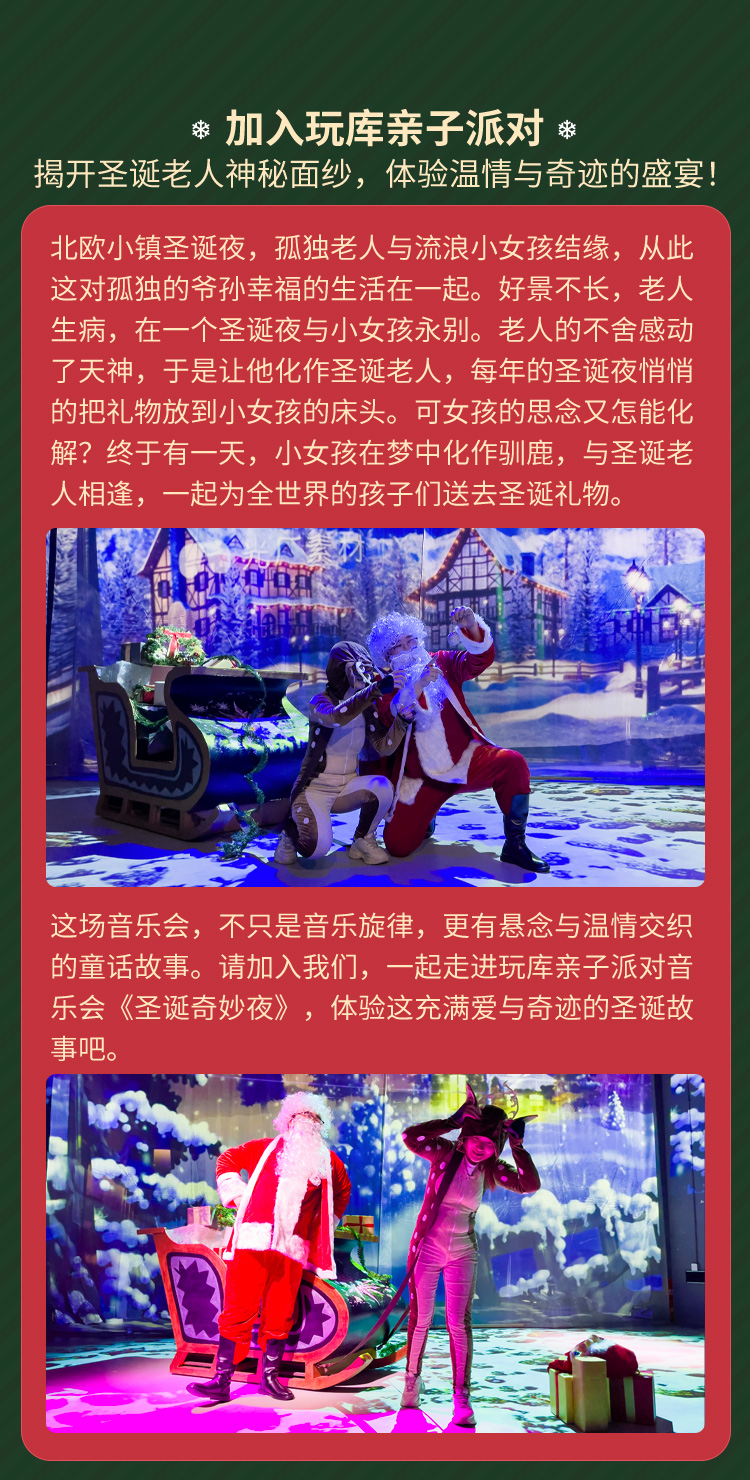 加入玩库亲子派对
揭开圣诞老人神秘面纱，体验温情与奇迹的盛宴！
北欧小镇圣诞夜，孤独老人与流浪小女孩结缘，从此
这对孤独的爷孙幸福的生活在一起。好景不长，老人
生病，在一个圣诞夜与小女孩永别。老人的不舍感动
了天神，于是让他化作圣诞老人，每年的圣诞夜悄悄
的把礼物放到小女孩的床头。可女孩的思念又怎能化
解？终于有一天，小女孩在梦中化作驯鹿，与圣诞老
人相逢，一起为全世界的孩子们送去圣诞礼物。
这场音乐会，不只是音乐旋律，更有悬念与温情交织
的童话故事。请加入我们，一起走进玩库亲子派对音
乐会《圣诞奇妙夜》，体验这充满爱与奇迹的圣诞故
事吧。